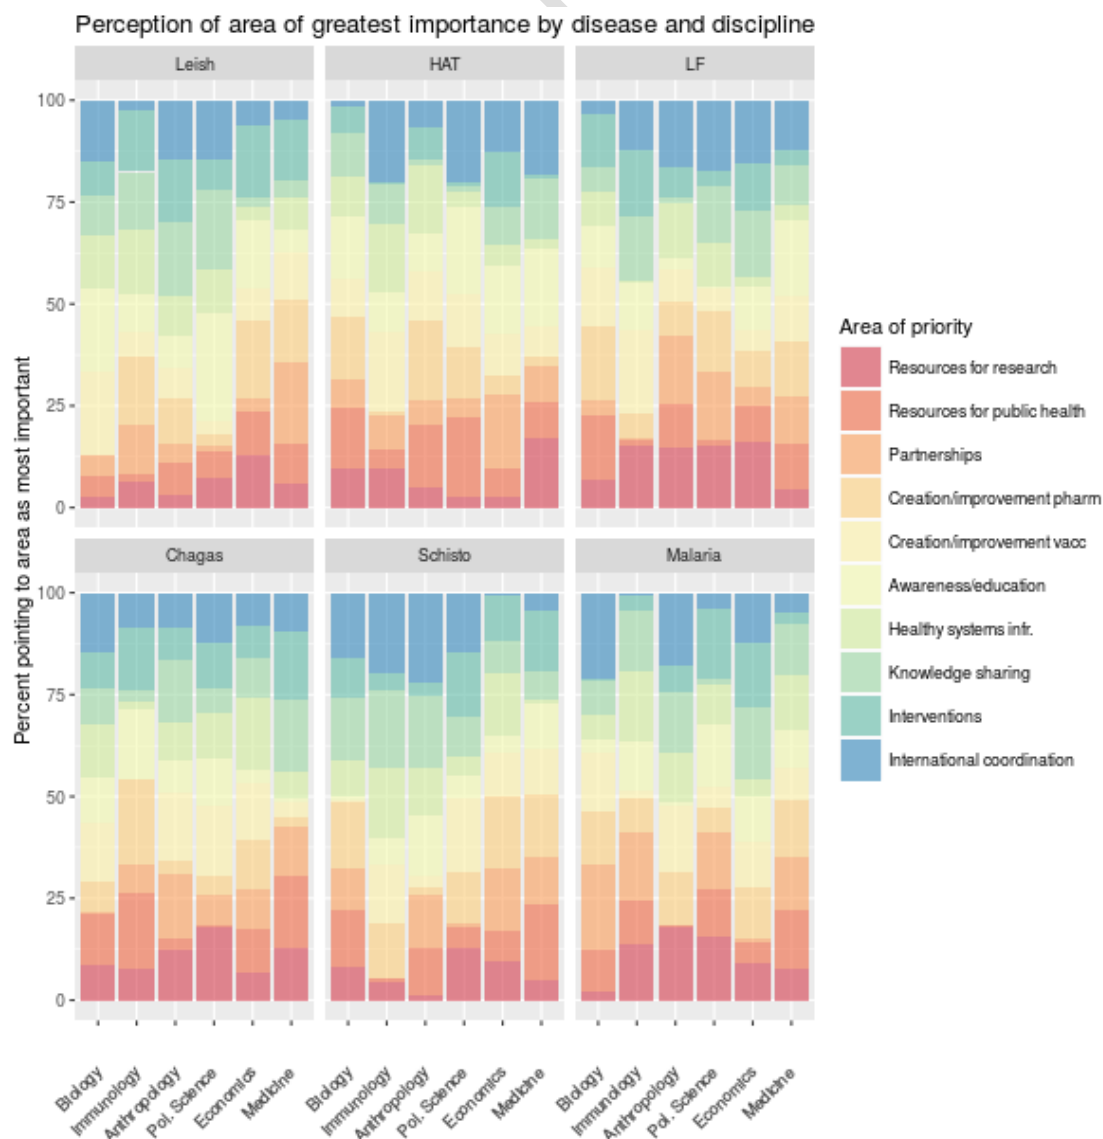 Perception of area of greatest importance by disease and discipline
Leish HAT LF
100
75
50
25
0
Chagas Schisto Malaria
100
75
50
25
0
Percent pointing to area as most important
Biology Immunology Anthropology Pol. Science Economics Medicine Biology Immunology Anthropology Pol. Science Economics Medicine Biology Immunology Anthropology Pol. Science Economics Medicine
Area of priority
Resources for research
Resources for public health
Partnerships
Creation/improvement pharm
Creation/improvement vacc
Awareness/education
Healthy systems infr.
Knowledge sharing
Interventions
International coordination